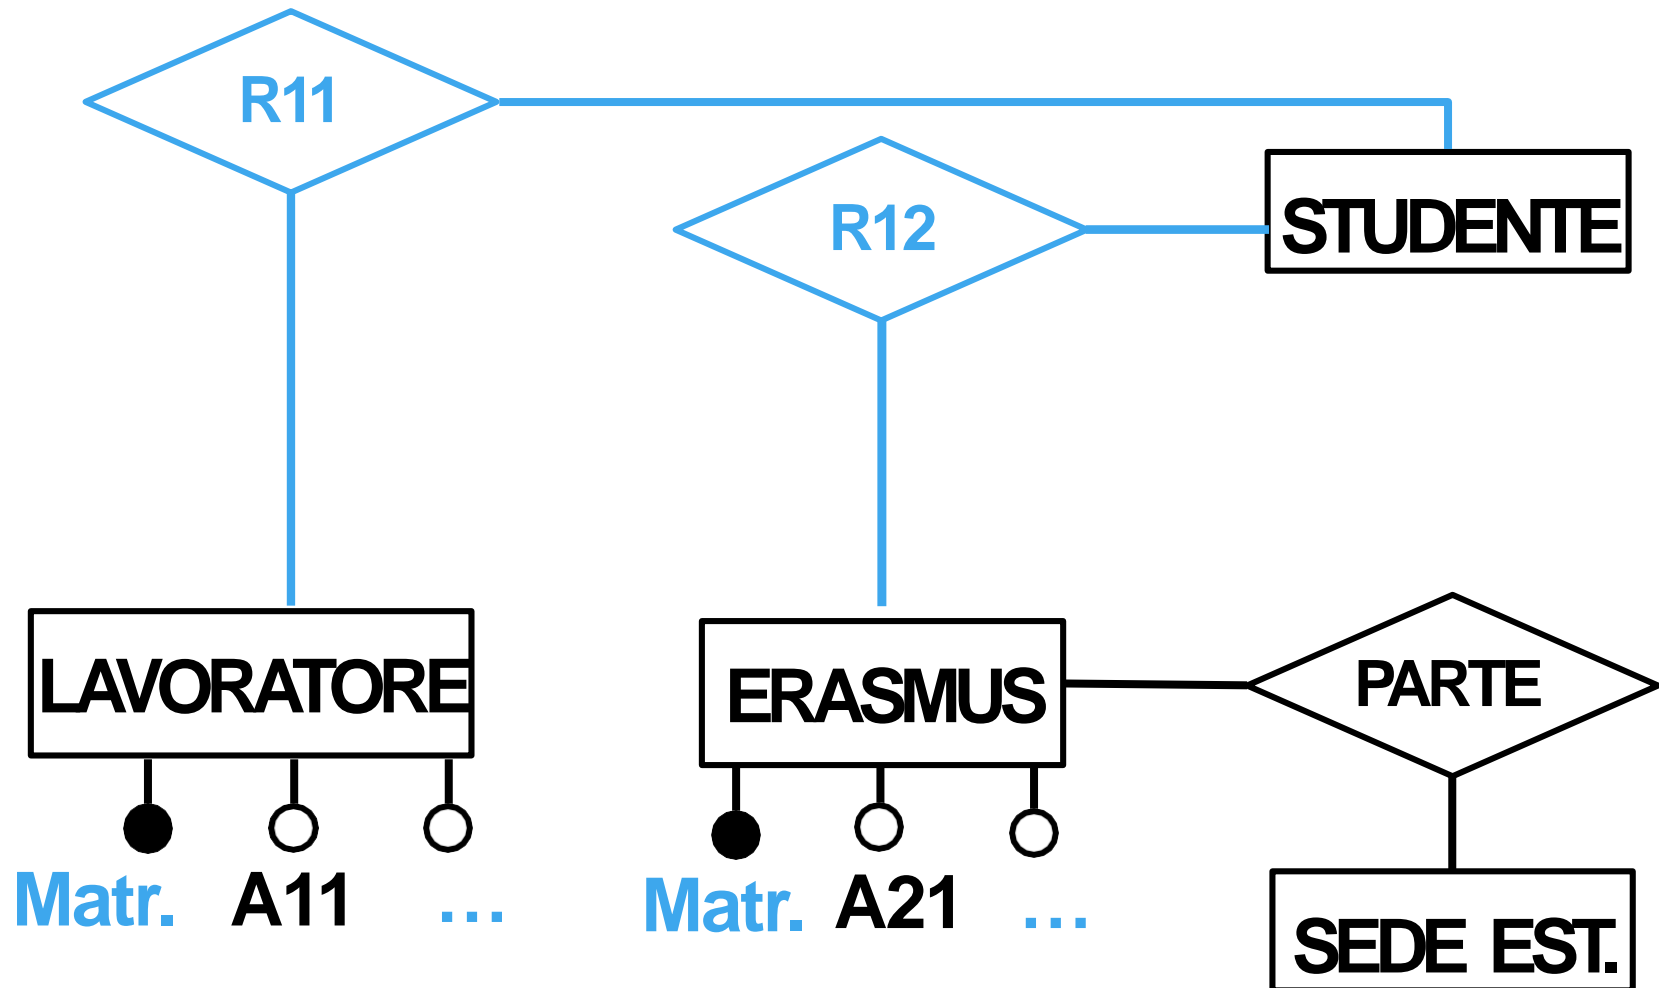 R11
R12
STUDENTE
LAVORATORE
ERASMUS
PARTE
Matr. A11 ...
Matr. A21 ...
SEDE EST.